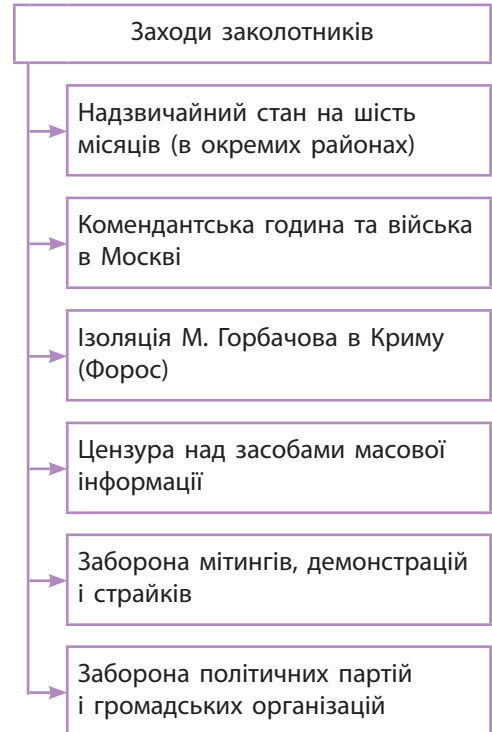 Заходи заколотників
Надзвичайний стан на шість
місяців (в окремих районах)
Комендантська година та війська
в Москві
Ізоляція М. Горбачова в Криму
(Форос)
Цензура над засобами масової
інформації
Заборона мітингів, демонстрацій
і страйків
Заборона політичних партій
і громадських організацій